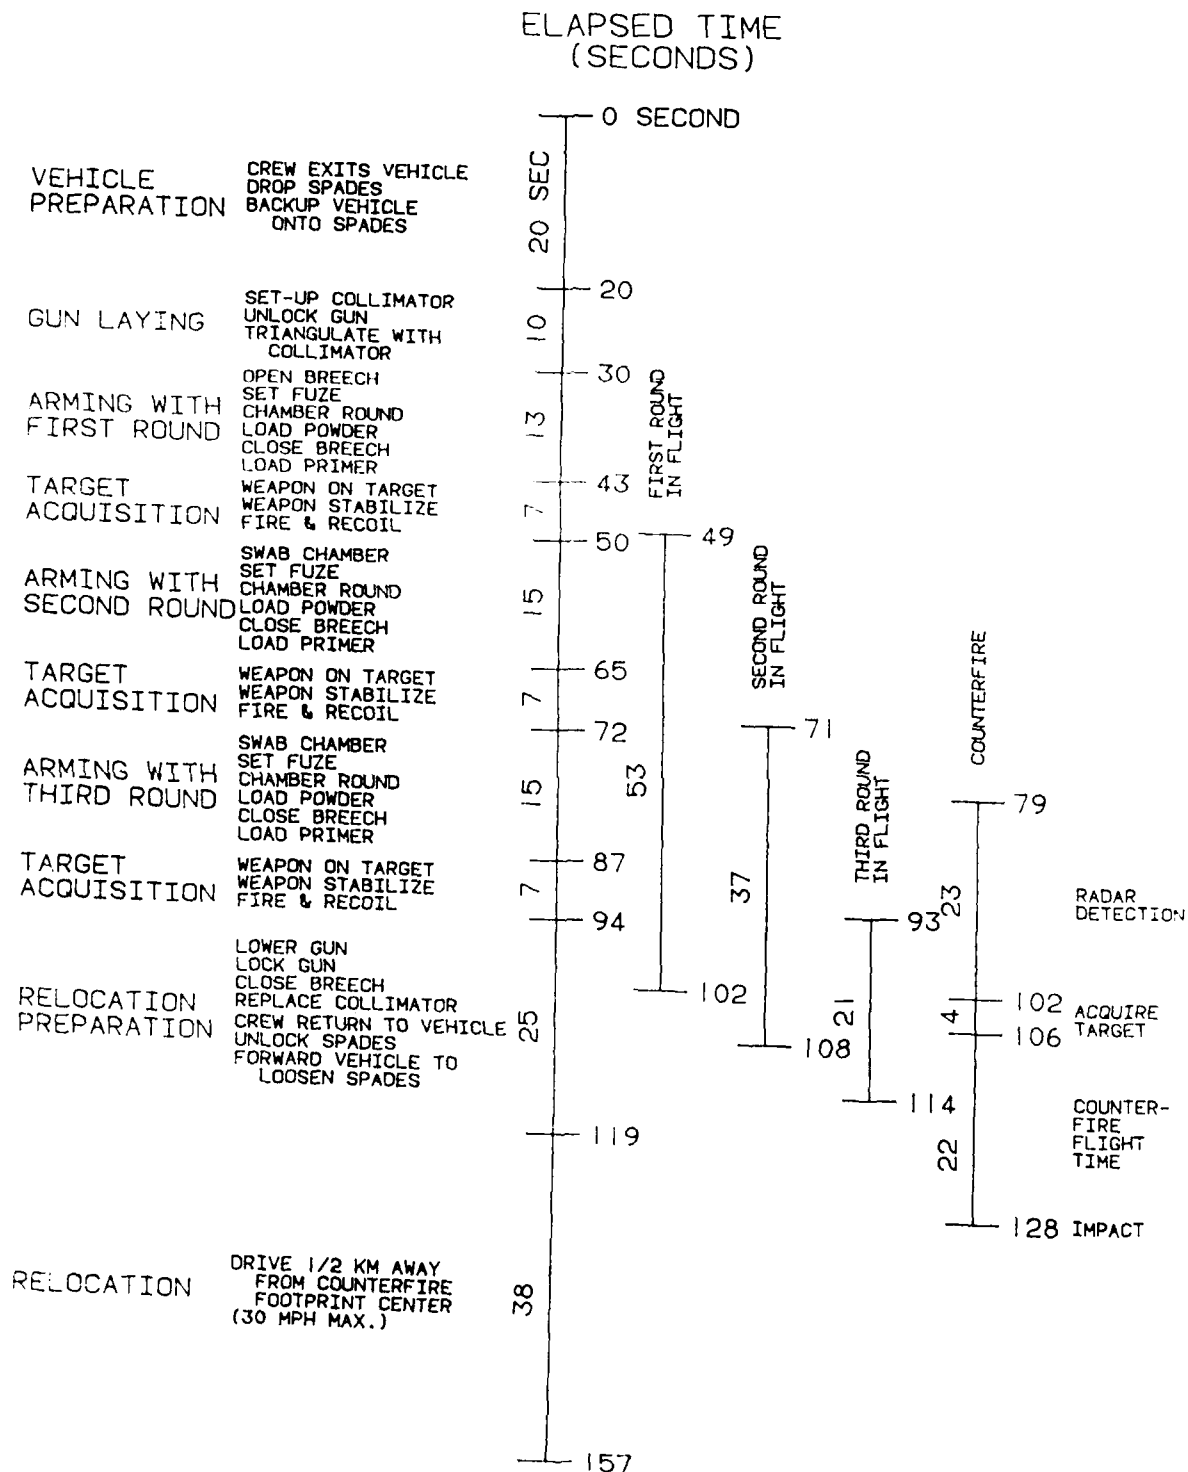 ELAPSED TIME
(SECONDS)
0 SECOND
VEHICLE
PREPARATION
CREW EXITS VEHICLE
DROP SPADES
BACKUP VEHICLE
ONTO SPADES
20 SEC
20
GUN LAYING
SET-UP COLLIMATOR
UNLOCK GUN
TRIANGULATE WITH
COLLIMATOR
10
30
ARMING WITH
FIRST ROUND
OPEN BREECH
SET FUZE
CHAMBER ROUND
LOAD POWDER
CLOSE BREECH
LOAD PRIMER
13
43
TARGET
ACQUISITION
WEAPON ON TARGET
WEAPON STABILIZE
FIRE & RECOIL
7
50
ARMING WITH
SECOND ROUND
SWAB CHAMBER
SET FUZE
CHAMBER ROUND
LOAD POWDER
CLOSE BREECH
LOAD PRIMER
15
65
TARGET
ACQUISITION
WEAPON ON TARGET
WEAPON STABILIZE
FIRE & RECOIL
7
72
ARMING WITH
THIRD ROUND
SWAB CHAMBER
SET FUZE
CHAMBER ROUND
LOAD POWDER
CLOSE BREECH
LOAD PRIMER
15
87
TARGET
ACQUISITION
WEAPON ON TARGET
WEAPON STABILIZE
FIRE & RECOIL
7
94
RELOCATION
PREPARATION
LOWER GUN
LOCK GUN
CLOSE BREECH
REPLACE COLLIMATOR
CREW RETURN TO VEHICLE
UNLOCK SPADES
FORWARD VEHICLE TO
LOOSEN SPADES
25
119
RELOCATION
DRIVE 1/2 KM AWAY
FROM COUNTERFIRE
FOOTPRINT CENTER
(30 MPH MAX.)
38
157
FIRST ROUND
IN FLIGHT
49
53
102
SECOND ROUND
IN FLIGHT
71
37
108
THIRD ROUND
IN FLIGHT
93
21
114
COUNTERFIRE
79
23
RADAR
DETECTION
102
4
ACQUIRE
TARGET
106
22
COUNTER-
FIRE
FLIGHT
TIME
128 IMPACT